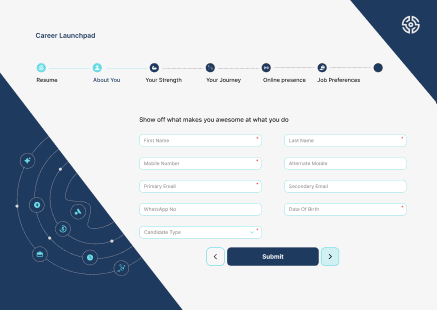 Career Launchpad
Resume
About You
Your Strength
Your Journey
Online presence
Job Preferences
Show off what makes you awesome at what you do
First Name *
Last Name *
Mobile Number *
Alternate Mobile
Primary Email *
Secondary Email
WhatsApp No
Date Of Birth *
Candidate Type *
Submit